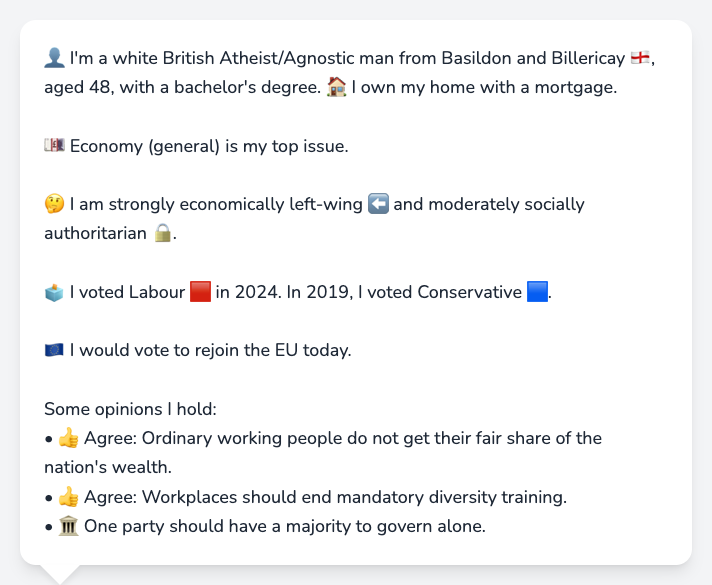 👤 I'm a white British Atheist/Agnostic man from Basildon and Billericay 🏴󠁧󠁢󠁥󠁮󠁧󠁿,
aged 48, with a bachelor's degree. 🏠 I own my home with a mortgage.
💷 Economy (general) is my top issue.
🤔 I am strongly economically left-wing ⬅️ and moderately socially
authoritarian 🔒.
🗳️ I voted Labour 🟥 in 2024. In 2019, I voted Conservative 🟦.
🇪🇺 I would vote to rejoin the EU today.
Some opinions I hold:
• 👍 Agree: Ordinary working people do not get their fair share of the
nation's wealth.
• 👍 Agree: Workplaces should end mandatory diversity training.
• 🏛️ One party should have a majority to govern alone.